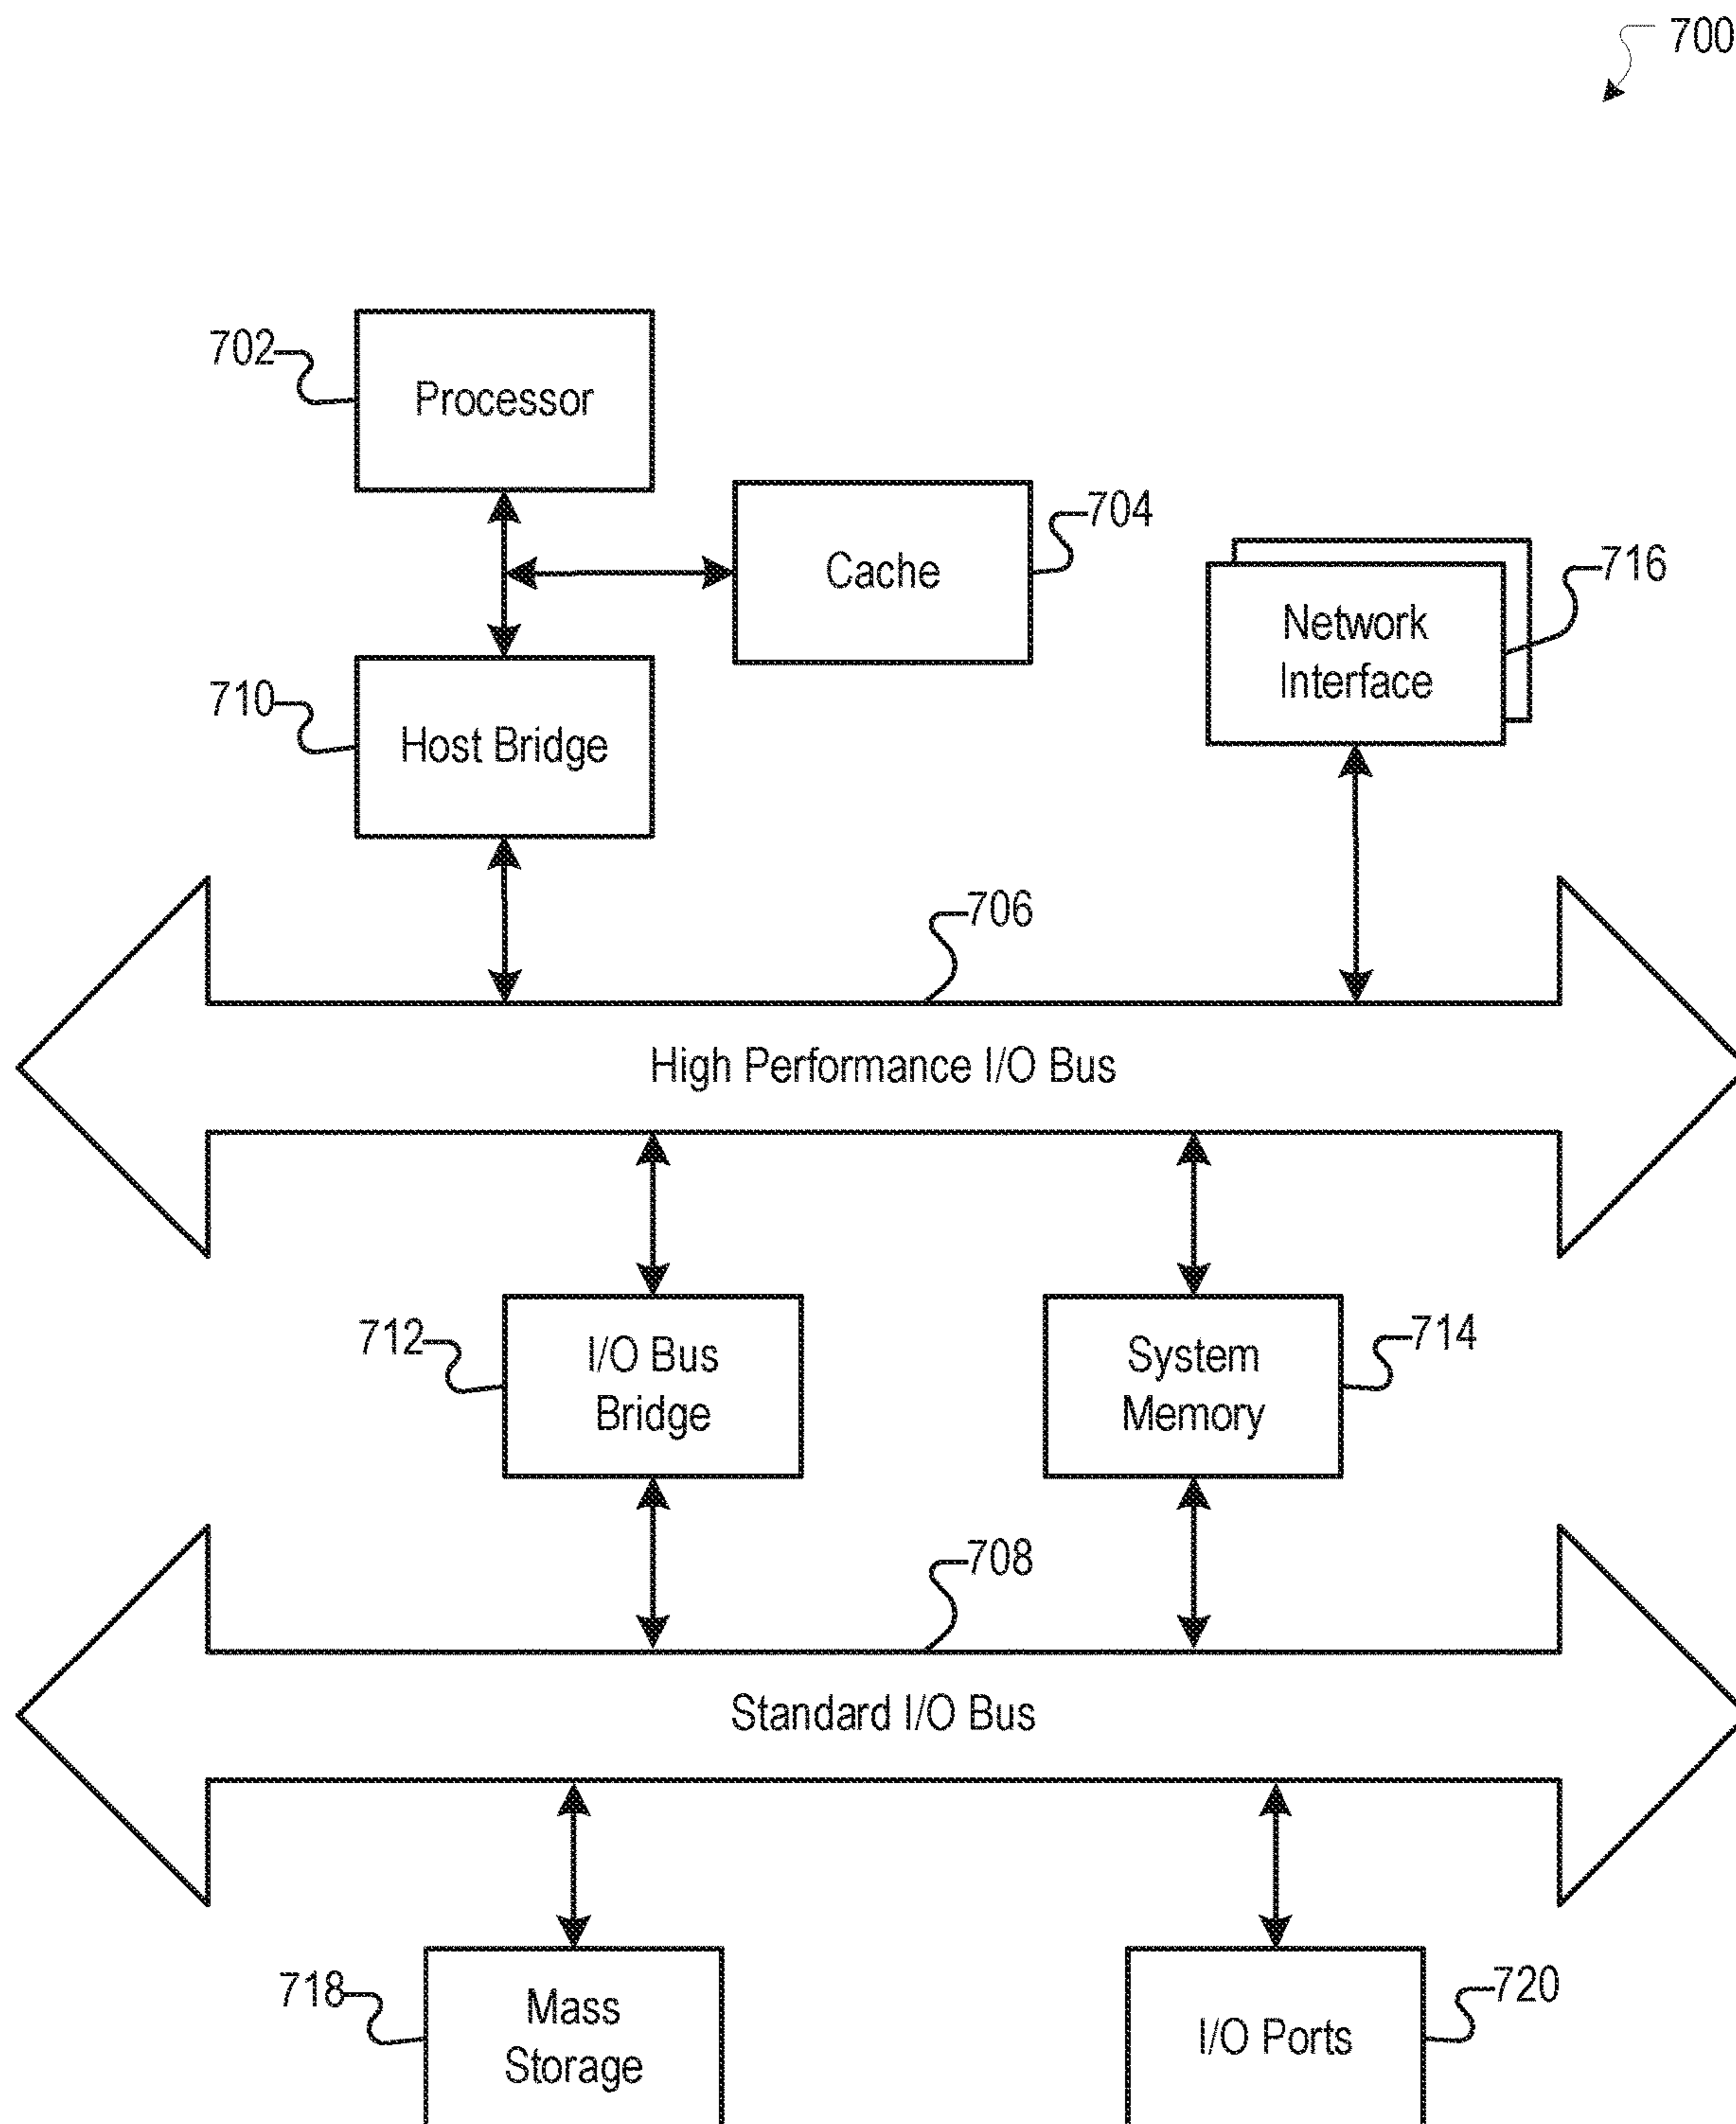 700
702
Processor
704
Cache
716
Network
Interface
710
Host Bridge
706
High Performance I/O Bus
712
I/O Bus
Bridge
714
System
Memory
708
Standard I/O Bus
718
Mass
Storage
720
I/O Ports